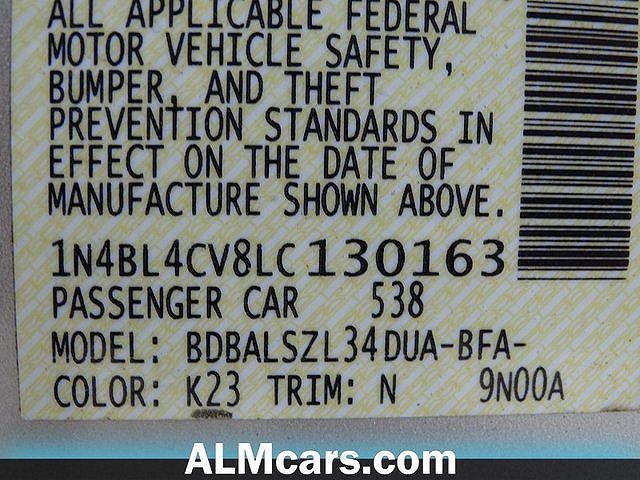 ALL APPLICABLE FEDERAL
MOTOR VEHICLE SAFETY,
BUMPER, AND THEFT
PREVENTION STANDARDS IN
EFFECT ON THE DATE OF
MANUFACTURE SHOWN ABOVE.
1N4BL4CV8LC130163
PASSENGER CAR 538
MODEL: BDBALSZL34DUA-BFA-
COLOR: K23 TRIM: N 9N00A
ALMcars.com